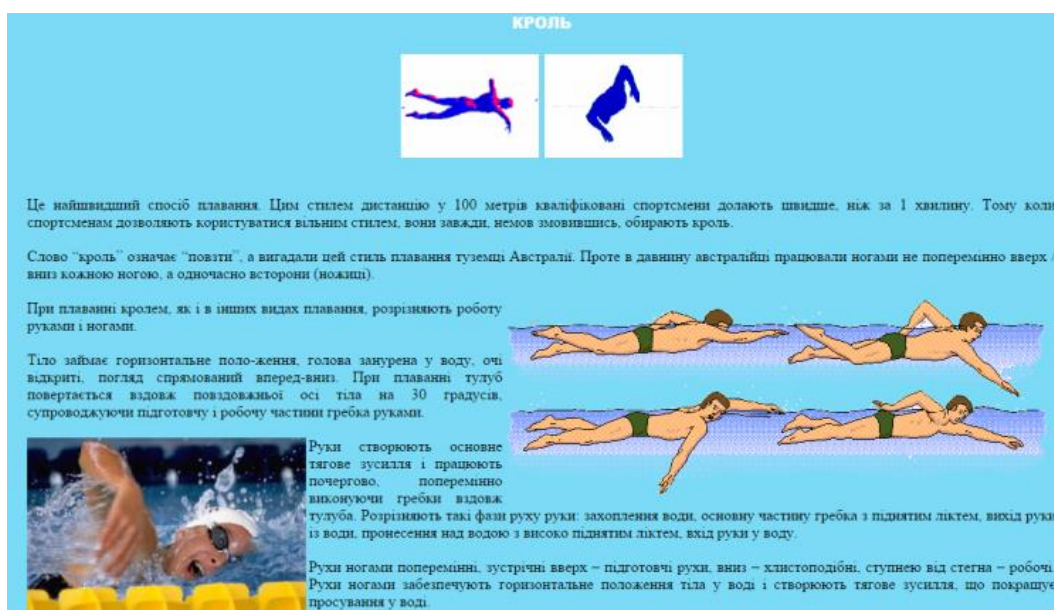 КРОЛЬ
Це найшвидший спосіб плавання. Цим стилем дистанцію у 100 метрів кваліфіковані спортсмени долають швидше, ніж за 1 хвилину. Тому коли
спортсменам дозволяють користуватися вільним стилем, вони завжди, немов змовившись, обирають кроль.
Слово “кроль” означає “повзти”, а вигадали цей стиль плавання туземці Австралії. Проте в давнину австралійці працювали ногами не поперемінно вверх /
вниз кожною ногою, а одночасно всторони (ножиці).
При плаванні кролем, як і в інших видах плавання, розрізняють роботу
руками і ногами.
Тіло займає горизонтальне поло-ження, голова занурена у воду, очі
відкриті, погляд спрямований вперед-вниз. При плаванні тулуб
повертається вздовж повздовжньої осі тіла на 30 градусів,
супроводжуючи підготовчу і робочу частини гребка руками.
Руки створюють основне
тягове зусилля і працюють
почергово, поперемінно
виконуючи гребки вздовж
тулуба. Розрізняють такі фази руху руки: захоплення води, основну частину гребка з піднятим ліктем, вихід руки
із води, пронесення над водою з високо піднятим ліктем, вхід руки у воду.
Рухи ногами поперемінні, зустрічні вверх – підготовчі рухи, вниз – хлистоподібні, ступнею від стегна – робочі.
Рухи ногами забезпечують горизонтальне положення тіла у воді і створюють тягове зусилля, що покращує
просування у воді.